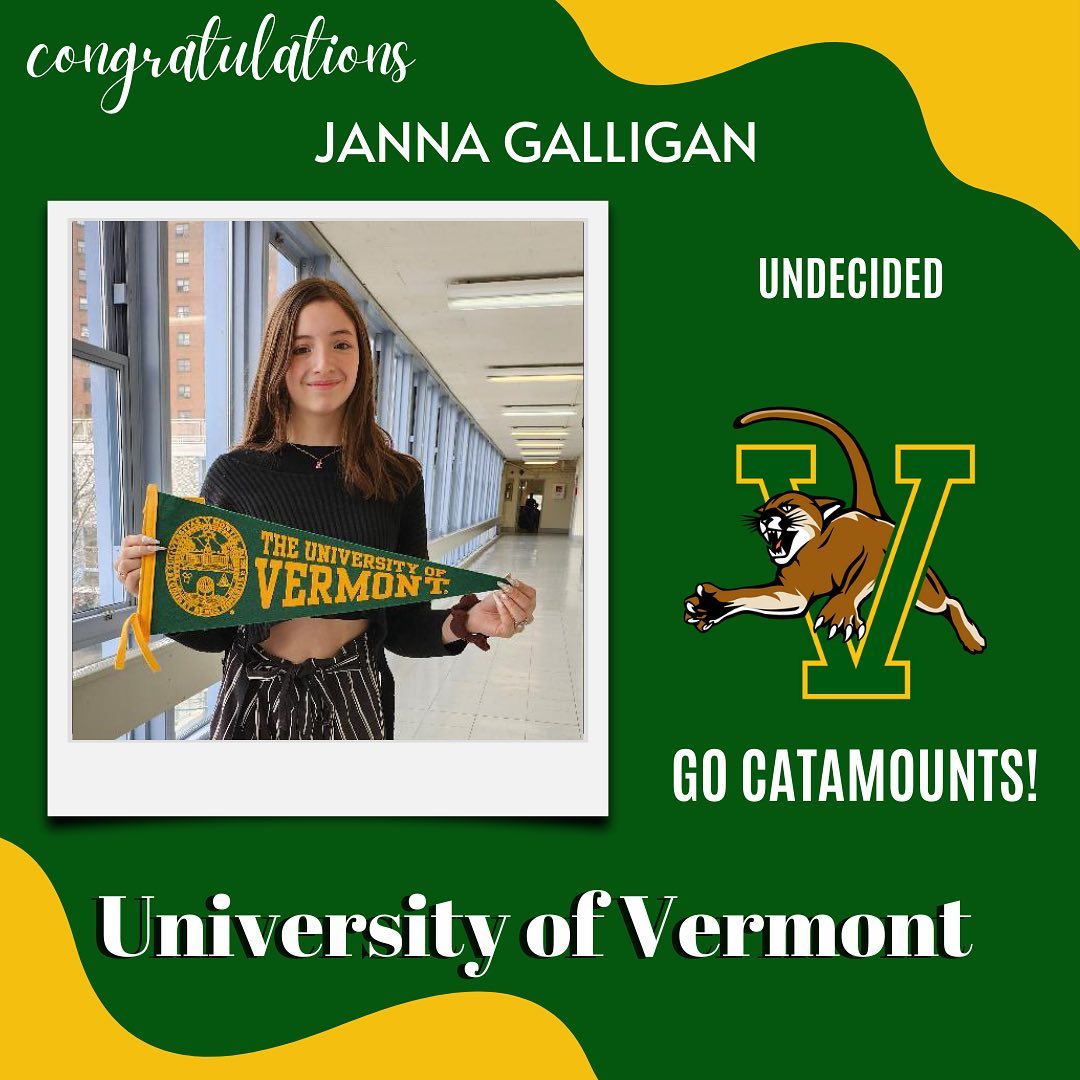 congratulations
JANNA GALLIGAN
UNDECIDED
THE UNIVERSITY OF
VERMONT
V
GO CATAMOUNTS!
University of Vermont